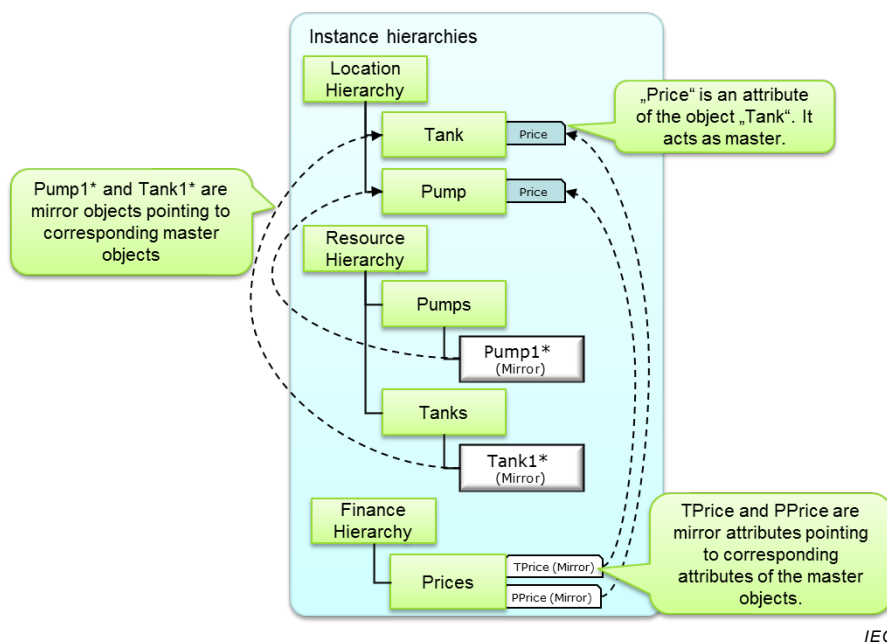 Instance hierarchies
Location
Hierarchy
Tank
Price
„Price“ is an attribute
of the object „Tank“. It
acts as master.
Pump
Price
Pump1* and Tank1* are
mirror objects pointing to
corresponding master
objects
Resource
Hierarchy
Pumps
Pump1*
(Mirror)
Tanks
Tank1*
(Mirror)
Finance
Hierarchy
Prices
TPrice (Mirror)
PPrice (Mirror)
TPrice and PPrice are
mirror attributes pointing
to corresponding
attributes of the master
objects.
IEC